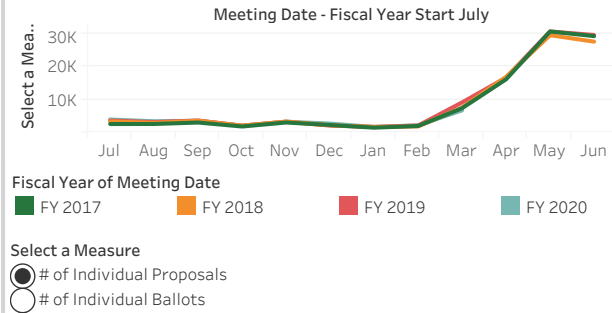 Meeting Date - Fiscal Year Start July
Select a Mea..
30K
20K
10K
Jul Aug Sep Oct Nov Dec Jan Feb Mar Apr May Jun
Fiscal Year of Meeting Date
FY 2017 FY 2018 FY 2019 FY 2020
Select a Measure
# of Individual Proposals
# of Individual Ballots